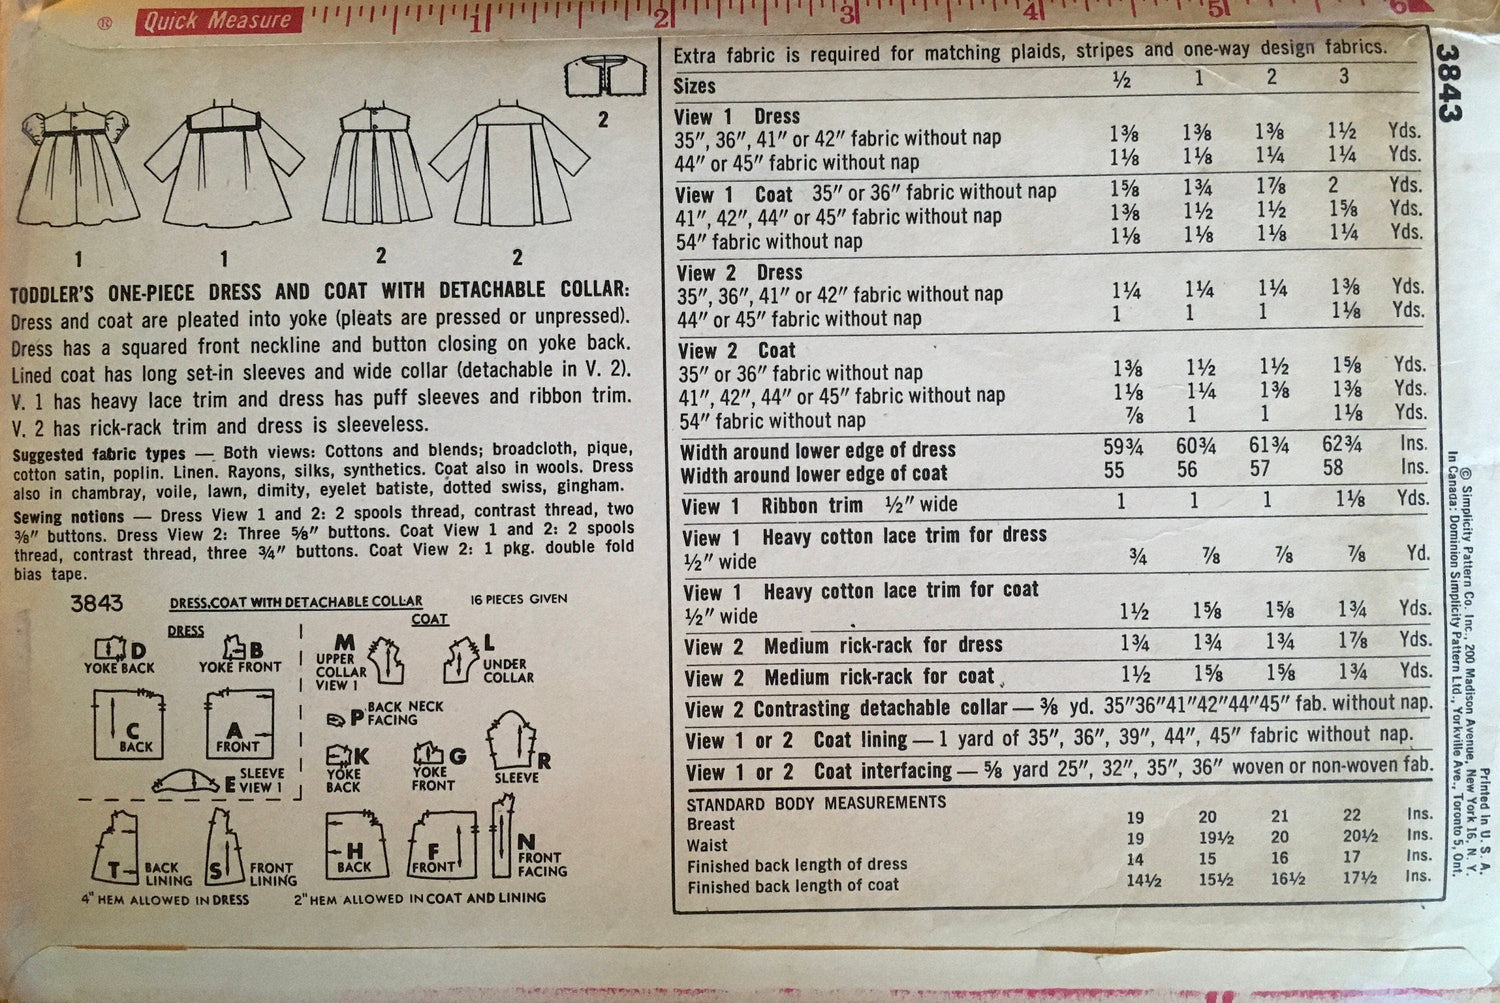 ® Quick Measure 1 2 3 4 5 6
2
1 1 2 2
TODDLER'S ONE-PIECE DRESS AND COAT WITH DETACHABLE COLLAR:
Dress and coat are pleated into yoke (pleats are pressed or unpressed).
Dress has a squared front neckline and button closing on yoke back.
Lined coat has long set-in sleeves and wide collar (detachable in V. 2).
V. 1 has heavy lace trim and dress has puff sleeves and ribbon trim.
V. 2 has rick-rack trim and dress is sleeveless.
Suggested fabric types — Both views: Cottons and blends; broadcloth, pique,
cotton satin, poplin. Linen. Rayons, silks, synthetics. Coat also in wools. Dress
also in chambray, voile, lawn, dimity, eyelet batiste, dotted swiss, gingham.
Sewing notions — Dress View 1 and 2: 2 spools thread, contrast thread, two
⅜" buttons. Dress View 2: Three ⅝" buttons. Coat View 1 and 2: 2 spools
thread, contrast thread, three ¾" buttons. Coat View 2: 1 pkg. double fold
bias tape.
3843 DRESS,COAT WITH DETACHABLE COLLAR 16 PIECES GIVEN
DRESS
COAT
D
YOKE BACK
B
YOKE FRONT
C
BACK
A
FRONT
E SLEEVE
VIEW 1
M
UPPER
COLLAR
VIEW 1
L
UNDER
COLLAR
P BACK NECK
FACING
K
YOKE
BACK
G
YOKE
FRONT
R
SLEEVE
T BACK
LINING
S FRONT
LINING
H
BACK
F
FRONT
N
FRONT
FACING
4" HEM ALLOWED IN DRESS 2" HEM ALLOWED IN COAT AND LINING
Extra fabric is required for matching plaids, stripes and one-way design fabrics.
Sizes ½ 1 2 3
View 1 Dress
35", 36", 41" or 42" fabric without nap 1⅜ 1⅜ 1⅜ 1½ Yds.
44" or 45" fabric without nap 1⅛ 1⅛ 1¼ 1¼ Yds.
View 1 Coat 35" or 36" fabric without nap 1⅝ 1¾ 1⅞ 2 Yds.
41", 42", 44" or 45" fabric without nap 1⅜ 1½ 1½ 1⅝ Yds.
54" fabric without nap 1⅛ 1⅛ 1⅛ 1¼ Yds.
View 2 Dress
35", 36", 41" or 42" fabric without nap 1¼ 1¼ 1¼ 1⅜ Yds.
44" or 45" fabric without nap 1 1 1 1⅛ Yds.
View 2 Coat
35" or 36" fabric without nap 1⅜ 1½ 1½ 1⅝ Yds.
41", 42", 44" or 45" fabric without nap 1⅛ 1¼ 1⅜ 1⅜ Yds.
54" fabric without nap ⅞ 1 1 1⅛ Yds.
Width around lower edge of dress 59¾ 60¾ 61¾ 62¾ Ins.
Width around lower edge of coat 55 56 57 58 Ins.
View 1 Ribbon trim ½" wide 1 1 1 1⅛ Yds.
View 1 Heavy cotton lace trim for dress
½" wide ¾ ⅞ ⅞ ⅞ Yd.
View 1 Heavy cotton lace trim for coat
½" wide 1½ 1⅝ 1⅝ 1¾ Yds.
View 2 Medium rick-rack for dress 1¾ 1¾ 1¾ 1⅞ Yds.
View 2 Medium rick-rack for coat 1½ 1⅝ 1⅝ 1¾ Yds.
View 2 Contrasting detachable collar — ⅜ yd. 35"36"41"42"44"45" fab. without nap.
View 1 or 2 Coat lining — 1 yard of 35", 36", 39", 44", 45" fabric without nap.
View 1 or 2 Coat interfacing — ⅝ yard 25", 32", 35", 36" woven or non-woven fab.
STANDARD BODY MEASUREMENTS
Breast 19 20 21 22 Ins.
Waist 19 19½ 20 20½ Ins.
Finished back length of dress 14 15 16 17 Ins.
Finished back length of coat 14½ 15½ 16½ 17½ Ins.
3843
© Simplicity Pattern Co. Inc., 200 Madison Avenue, New York 16, N. Y.
In Canada: Dominion Simplicity Pattern Ltd., Yorkville Ave., Toronto 5, Ont.
Printed in U. S. A.